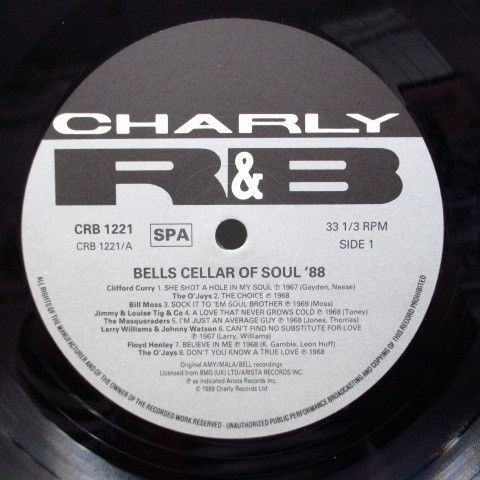 CHARLY
R&B
CRB 1221
CRB 1221/A
SPA
33 1/3 RPM
SIDE 1
BELLS CELLAR OF SOUL '88
Clifford Curry 1. SHE SHOT A HOLE IN MY SOUL ℗ 1967 (Gayden, Neese)
The O'Jays 2. THE CHOICE ℗ 1968
Bill Moss 3. SOCK IT TO 'EM SOUL BROTHER ℗ 1969 (Moss)
Jimmy & Louise Tig & Co 4. A LOVE THAT NEVER GROWS COLD ℗ 1968 (Toney)
The Masqueraders 5. I'M JUST AN AVERAGE GUY ℗ 1968 (Jones, Thomas)
Larry Williams & Johnny Watson 6. CAN'T FIND NO SUBSTITUTE FOR LOVE
℗ 1967 (Larry, Williams)
Floyd Henley 7. BELIEVE IN ME ℗ 1968 (K. Gamble, Leon Huff)
The O'Jays 8. DON'T YOU KNOW A TRUE LOVE ℗ 1968
Original AMY/MALA/BELL recordings
Licensed from BMG (UK) LTD/ARISTA RECORDS INC.
℗ as indicated Arista Records Inc.
© 1988 Charly Records Ltd
ALL RIGHTS OF THE MANUFACTURER AND OF THE OWNER OF THE RECORDED WORK RESERVED - UNAUTHORIZED PUBLIC PERFORMANCE BROADCASTING AND COPYING OF THIS RECORD PROHIBITED